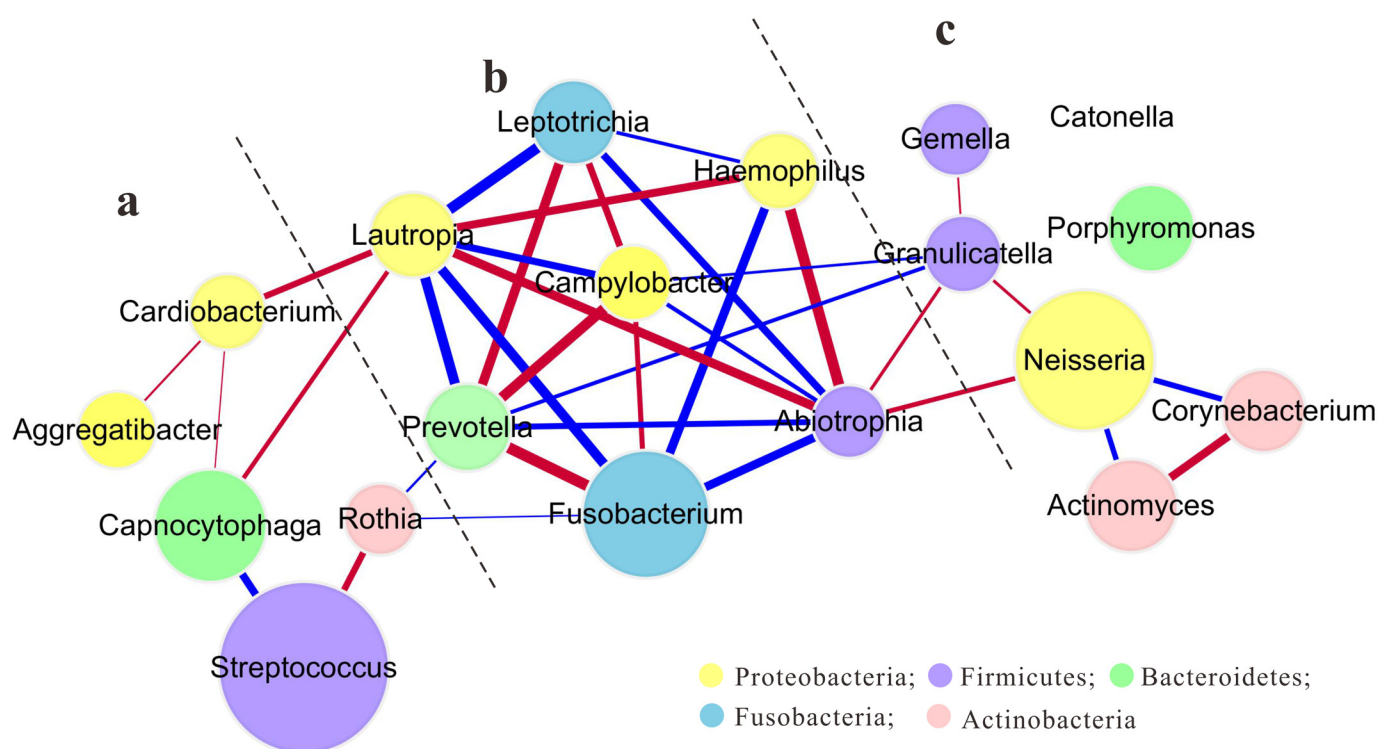 c
b
Leptotrichia
Catonella
Gemella
Haemophilus
a
Lautropia
Porphyromonas
Granulicatella
Campylobacter
Cardiobacterium
Neisseria
Corynebacterium
Abiotrophia
Prevotella
Aggregatibacter
Actinomyces
Fusobacterium
Rothia
Capnocytophaga
Streptococcus
Proteobacteria; Firmicutes; Bacteroidetes;
Fusobacteria; Actinobacteria